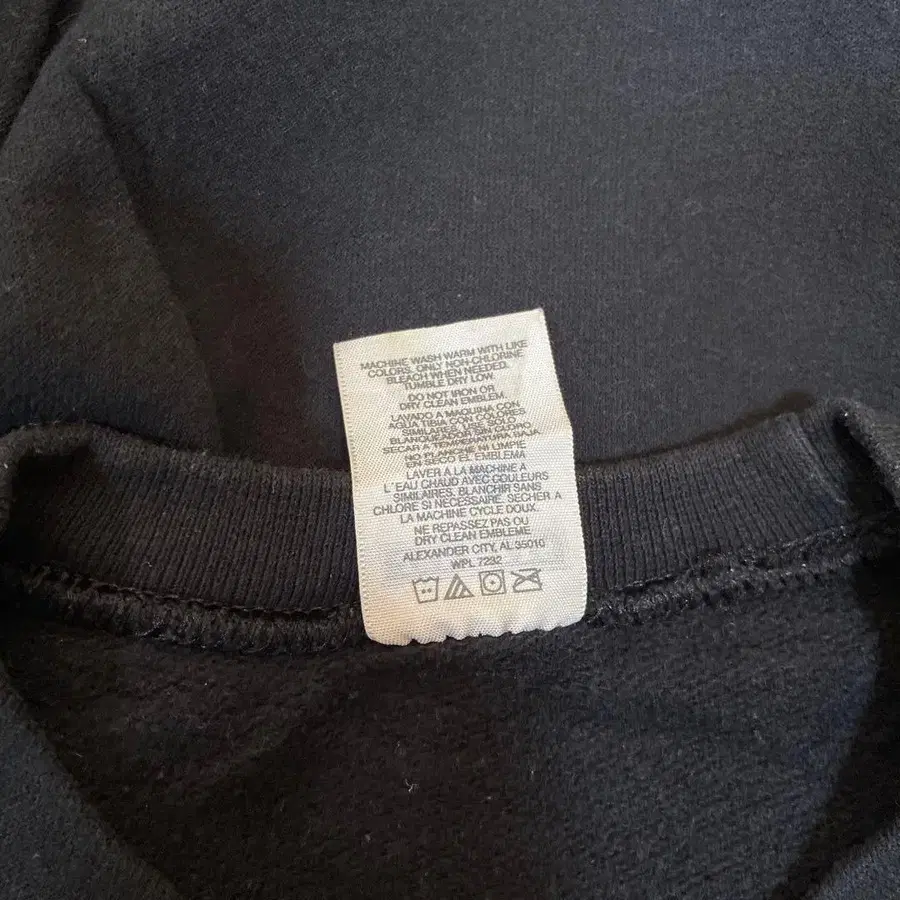 MACHINE WASH WARM WITH LIKE
COLORS. ONLY NON-CHLORINE
BLEACH WHEN NEEDED.
TUMBLE DRY LOW.
DO NOT IRON OR
DRY CLEAN EMBLEM.
LAVADO A MAQUINA CON
AGUA TIBIA CON COLORES
SIMILARES. USE SOLO
BLANQUEADOR SIN CLORO
SECAR A TEMPERATURA BAJA.
NO PLANCHE O LIMPIE
EN SECO EL EMBLEMA
LAVER A LA MACHINE A
L'EAU CHAUD AVEC COULEURS
SIMILAIRES, BLANCHIR SANS
CHLORE SI NECESSAIRE. SECHER A
LA MACHINE CYCLE DOUX.
NE REPASSEZ PAS OU
DRY CLEAN EMBLEME
ALEXANDER CITY, AL 35010
WPL 7292